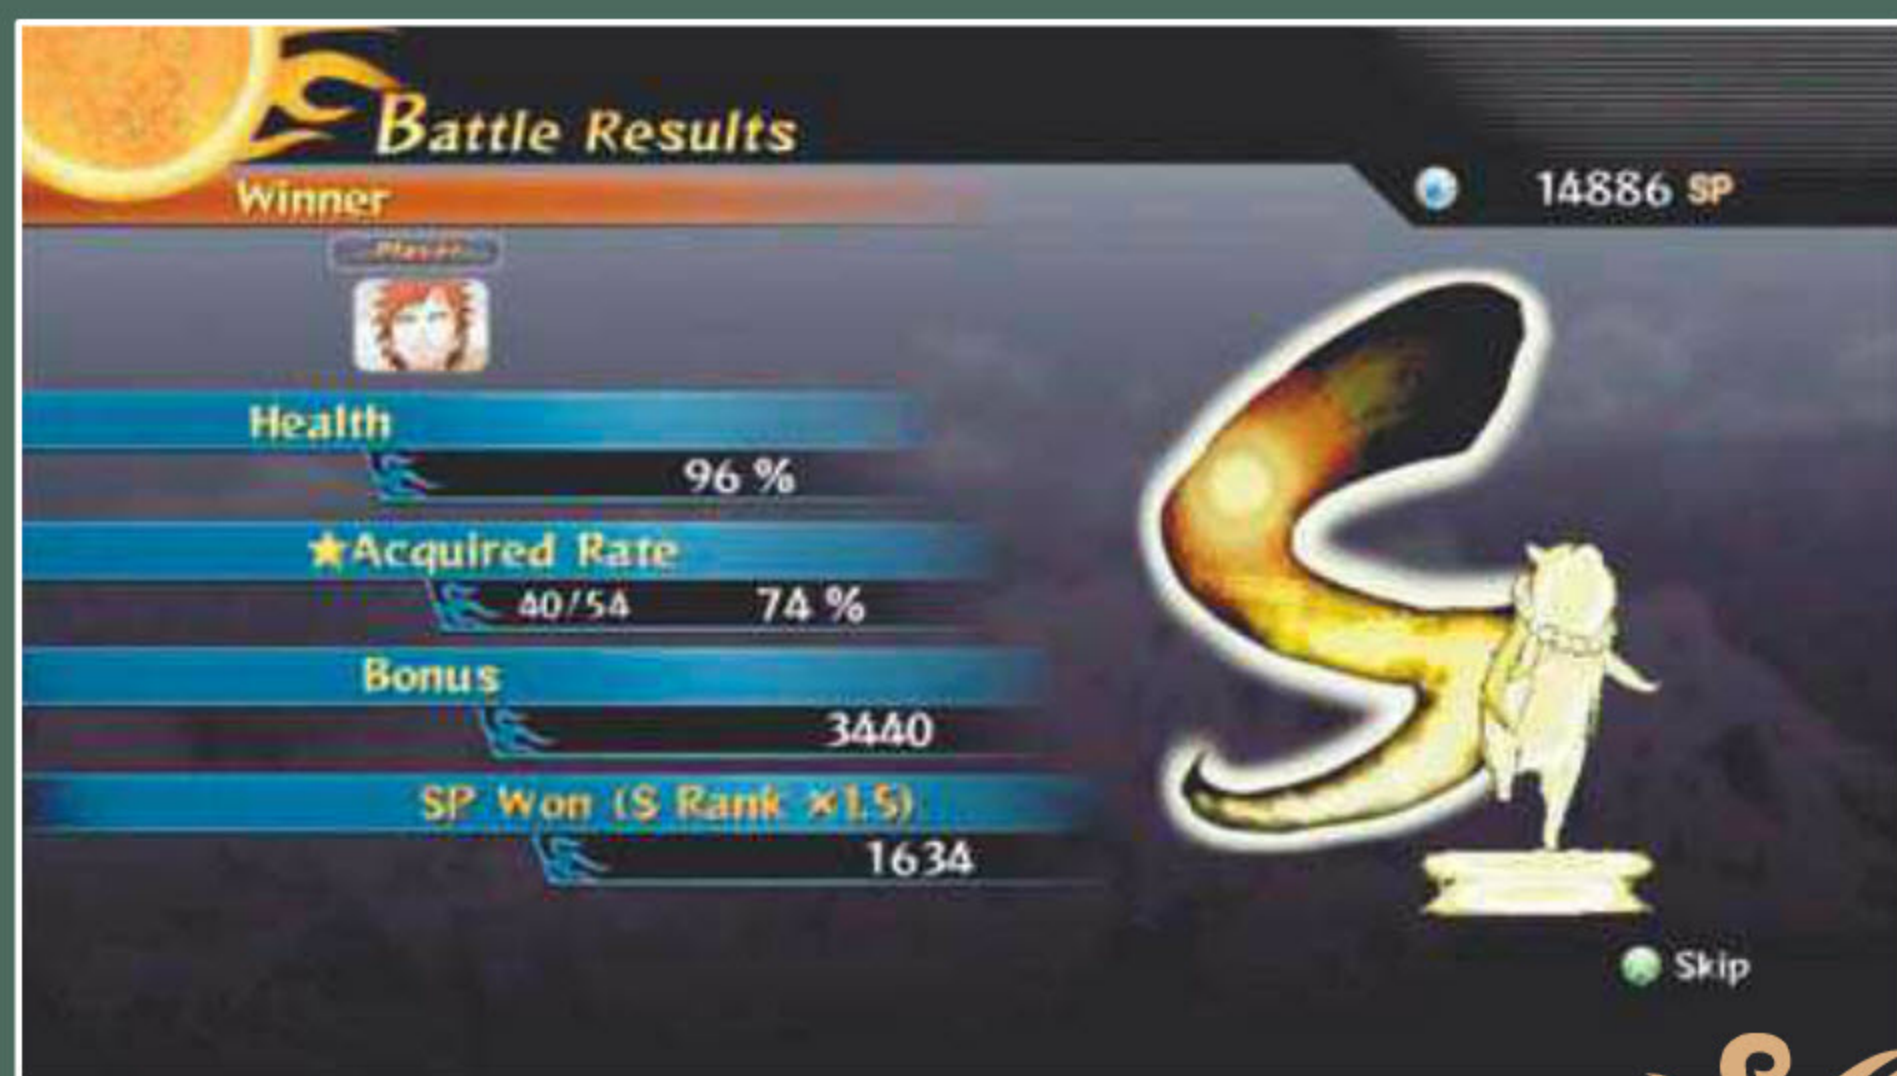 Battle Results
14886 SP
Winner
Player
Health
96 %
★Acquired Rate
40/54 74 %
Bonus
3440
SP Won (S Rank ×1.5)
1634
S
Skip